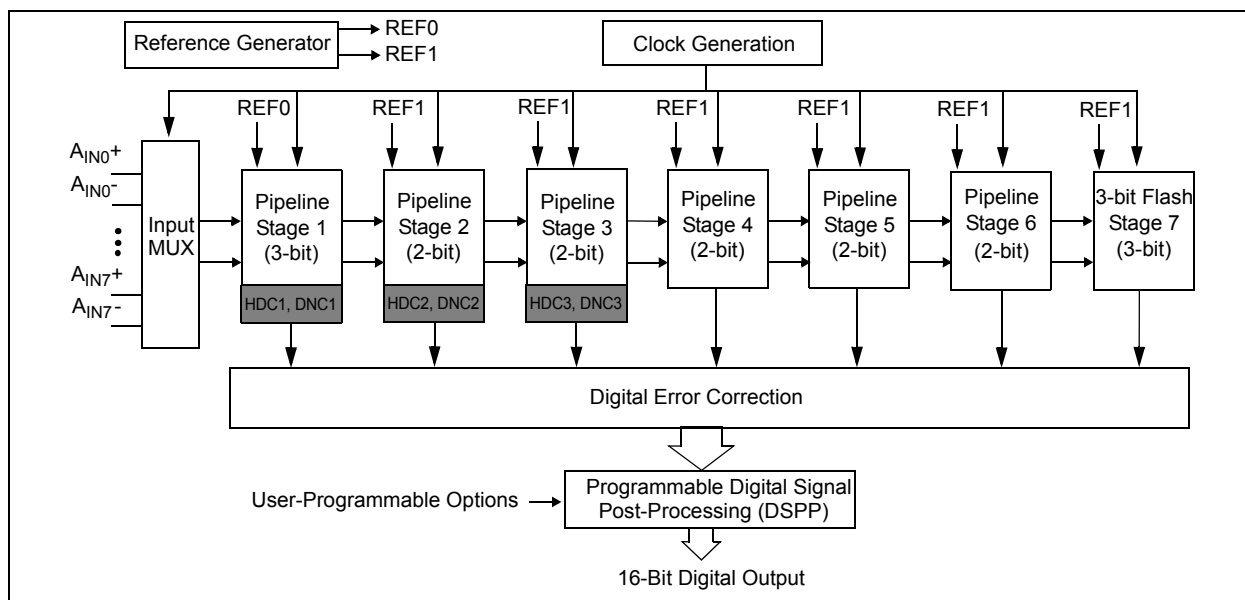 Reference Generator
REF0
REF1
Clock Generation
REF0
REF1
REF1
REF1
REF1
REF1
REF1
AIN0+
AIN0-
AIN7+
AIN7-
Input
MUX
Pipeline
Stage 1
(3-bit)
HDC1, DNC1
Pipeline
Stage 2
(2-bit)
HDC2, DNC2
Pipeline
Stage 3
(2-bit)
HDC3, DNC3
Pipeline
Stage 4
(2-bit)
Pipeline
Stage 5
(2-bit)
Pipeline
Stage 6
(2-bit)
3-bit Flash
Stage 7
(3-bit)
Digital Error Correction
User-Programmable Options
Programmable Digital Signal
Post-Processing (DSPP)
16-Bit Digital Output